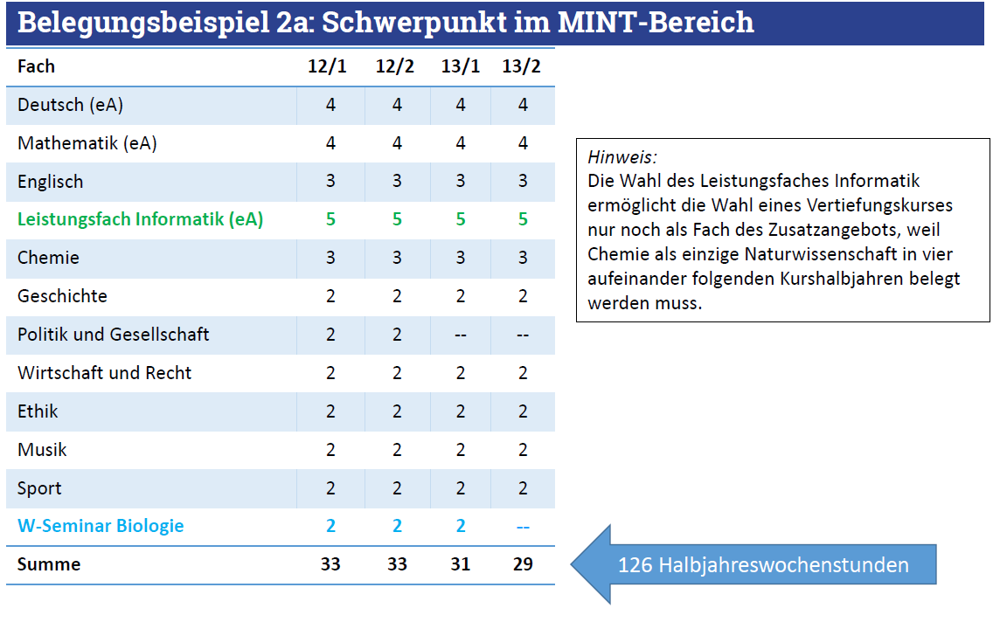 Belegungsbeispiel 2a: Schwerpunkt im MINT-Bereich
Fach 12/1 12/2 13/1 13/2
Deutsch (eA) 4 4 4 4
Mathematik (eA) 4 4 4 4
Englisch 3 3 3 3
Leistungsfach Informatik (eA) 5 5 5 5
Chemie 3 3 3 3
Geschichte 2 2 2 2
Politik und Gesellschaft 2 2 -- --
Wirtschaft und Recht 2 2 2 2
Ethik 2 2 2 2
Musik 2 2 2 2
Sport 2 2 2 2
W-Seminar Biologie 2 2 2 --
Summe 33 33 31 29
Hinweis:
Die Wahl des Leistungsfaches Informatik
ermöglicht die Wahl eines Vertiefungskurses
nur noch als Fach des Zusatzangebots, weil
Chemie als einzige Naturwissenschaft in vier
aufeinander folgenden Kurshalbjahren belegt
werden muss.
126 Halbjahreswochenstunden